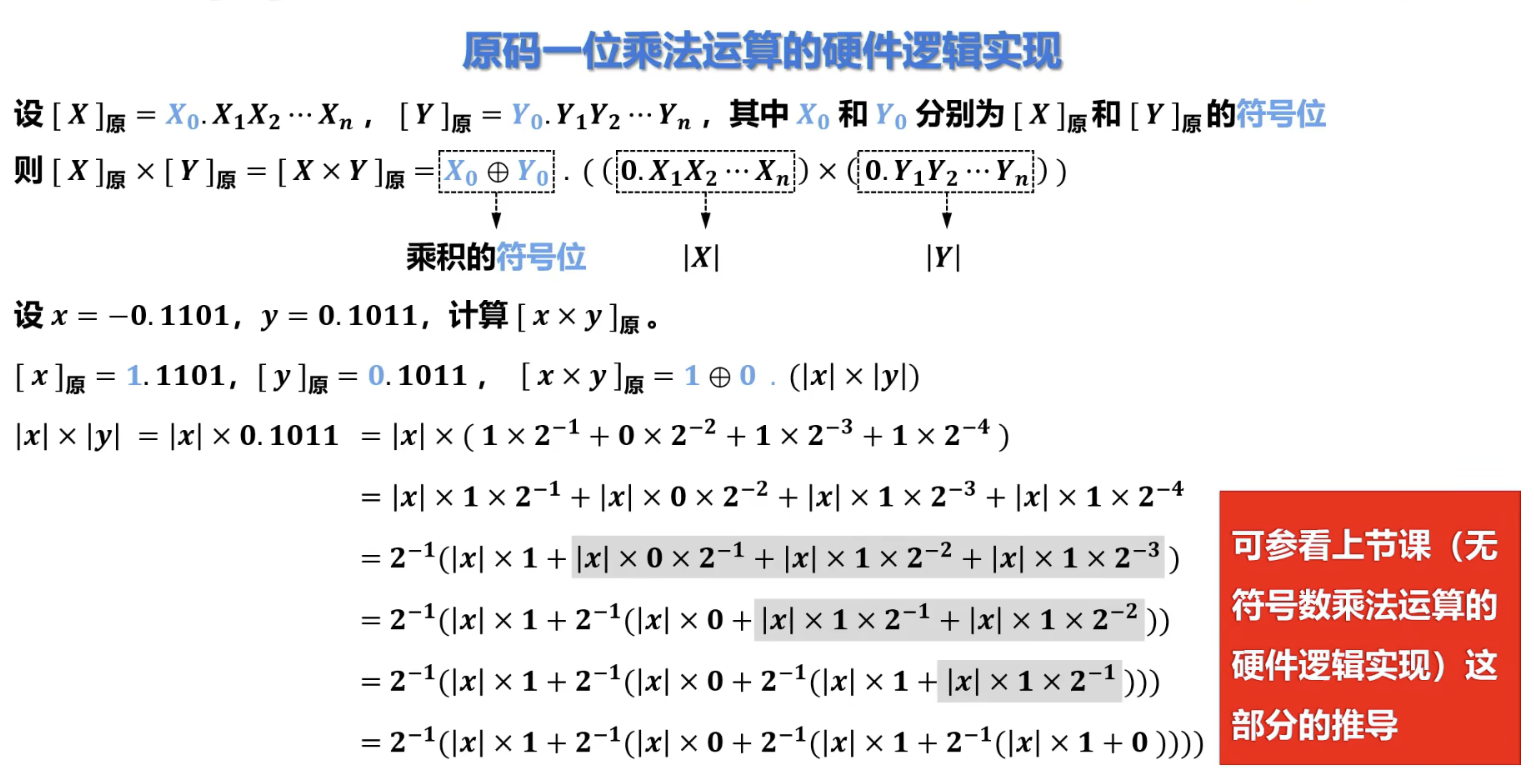 原码一位乘法运算的硬件逻辑实现
设 [ X ]原 = X₀. X₁X₂ ⋯ Xₙ ， [ Y ]原 = Y₀. Y₁Y₂ ⋯ Yₙ ，其中 X₀ 和 Y₀ 分别为 [ X ]原 和 [ Y ]原 的符号位
则 [ X ]原 × [ Y ]原 = [ X × Y ]原 = X₀ ⊕ Y₀ . ( ( 0. X₁X₂ ⋯ Xₙ ) × ( 0. Y₁Y₂ ⋯ Yₙ ) )
乘积的符号位 |X| |Y|
设 x = −0. 1101，y = 0. 1011，计算 [ x × y ]原 。
[ x ]原 = 1. 1101，[ y ]原 = 0. 1011 ， [ x × y ]原 = 1 ⊕ 0 . (|x| × |y|)
|x| × |y| = |x| × 0. 1011 = |x| × ( 1 × 2⁻¹ + 0 × 2⁻² + 1 × 2⁻³ + 1 × 2⁻⁴ )
= |x| × 1 × 2⁻¹ + |x| × 0 × 2⁻² + |x| × 1 × 2⁻³ + |x| × 1 × 2⁻⁴
= 2⁻¹(|x| × 1 + |x| × 0 × 2⁻¹ + |x| × 1 × 2⁻² + |x| × 1 × 2⁻³ )
= 2⁻¹(|x| × 1 + 2⁻¹(|x| × 0 + |x| × 1 × 2⁻¹ + |x| × 1 × 2⁻² ))
= 2⁻¹(|x| × 1 + 2⁻¹(|x| × 0 + 2⁻¹(|x| × 1 + |x| × 1 × 2⁻¹ )))
= 2⁻¹(|x| × 1 + 2⁻¹(|x| × 0 + 2⁻¹(|x| × 1 + 2⁻¹(|x| × 1 + 0 ))))
可参看上节课（无
符号数乘法运算的
硬件逻辑实现）这
部分的推导